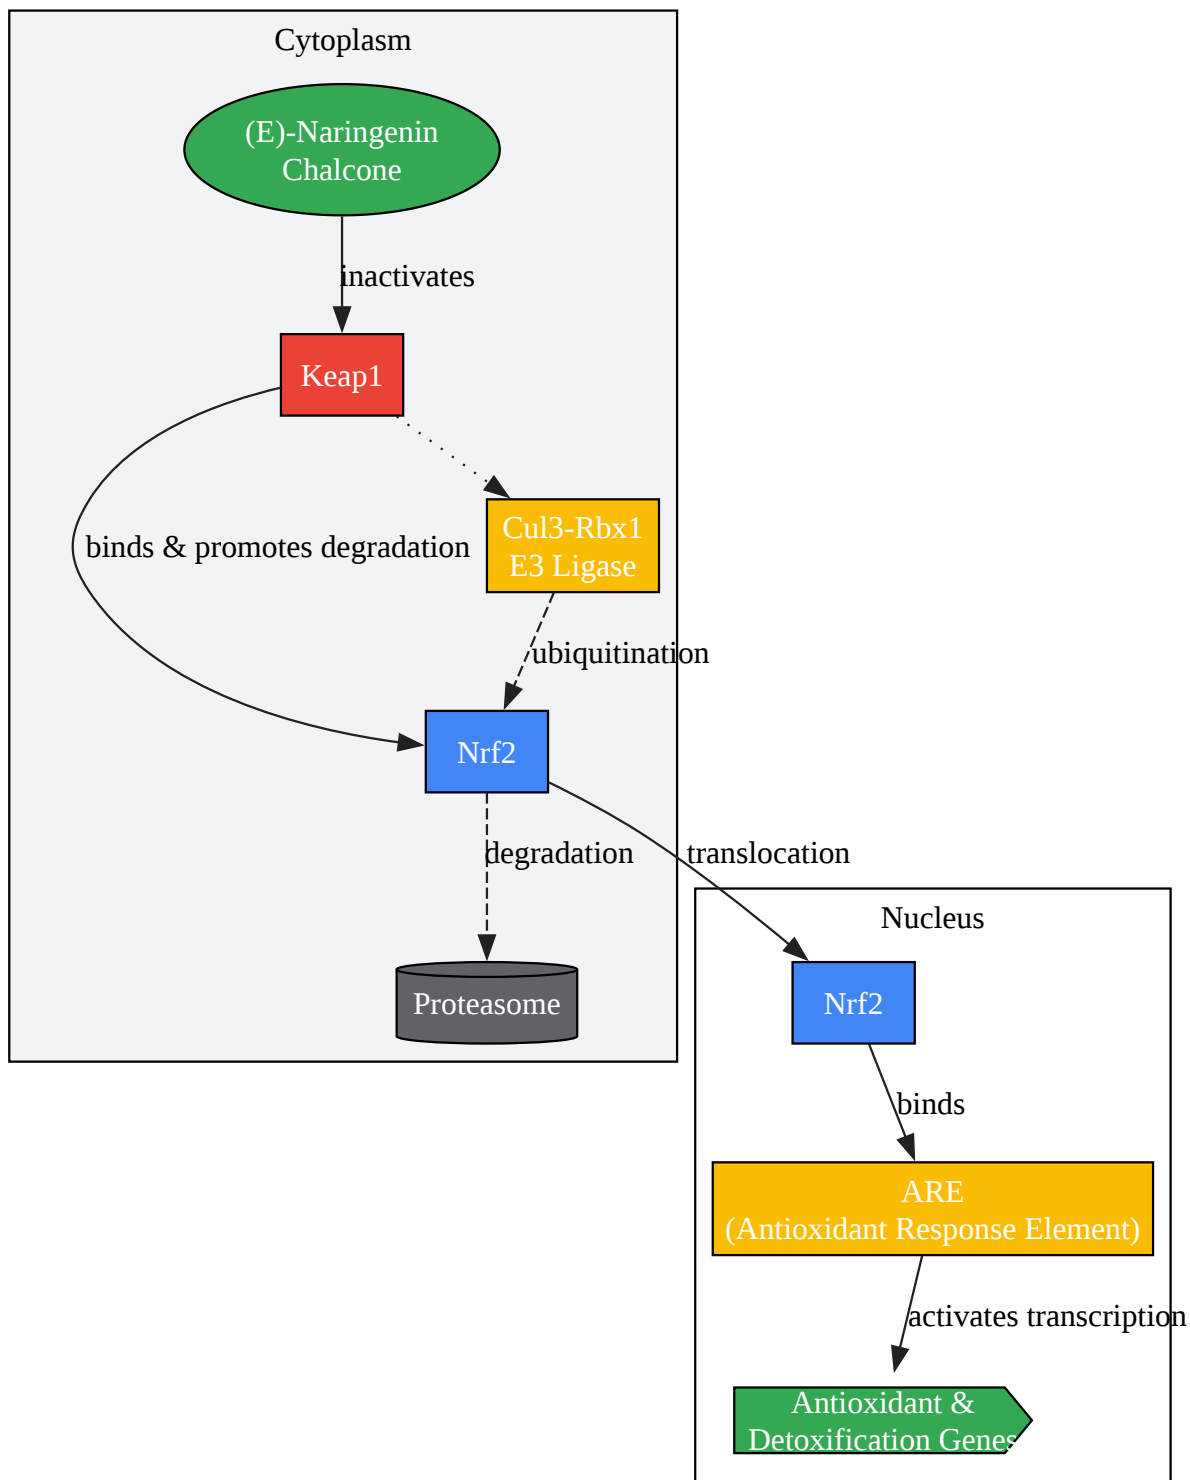 Cytoplasm
(E)-Naringenin
Chalcone
inactivates
Keap1
Cul3-Rbx1
E3 Ligase
binds & promotes degradation
ubiquitination
Nrf2
degradation
translocation
Proteasome
Nucleus
Nrf2
binds
ARE
(Antioxidant Response Element)
activates transcription
Antioxidant &
Detoxification Genes